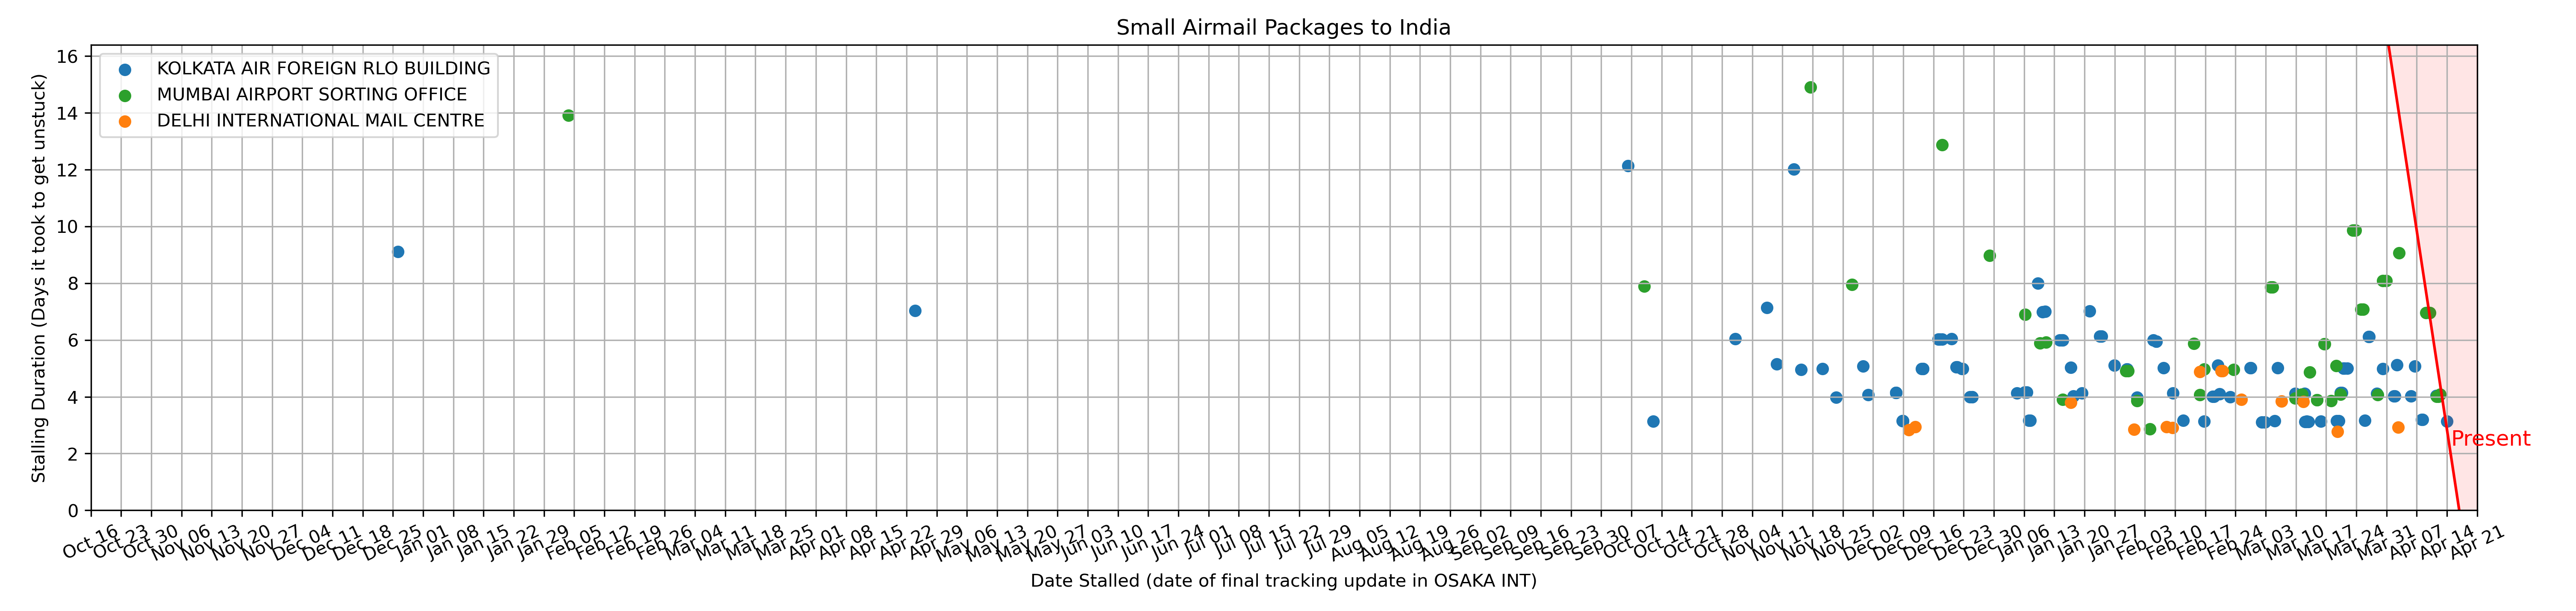 Small Airmail Packages to India
Stalling Duration (Days it took to get unstuck)
16
14
12
10
8
6
4
2
0
KOLKATA AIR FOREIGN RLO BUILDING
MUMBAI AIRPORT SORTING OFFICE
DELHI INTERNATIONAL MAIL CENTRE
Present
Oct 16 Oct 23 Oct 30 Nov 06 Nov 13 Nov 20 Nov 27 Dec 04 Dec 11 Dec 18 Dec 25 Jan 01 Jan 08 Jan 15 Jan 22 Jan 29 Feb 05 Feb 12 Feb 19 Feb 26 Mar 04 Mar 11 Mar 18 Mar 25 Apr 01 Apr 08 Apr 15 Apr 22 Apr 29 May 06 May 13 May 20 May 27 Jun 03 Jun 10 Jun 17 Jun 24 Jul 01 Jul 08 Jul 15 Jul 22 Jul 29 Aug 05 Aug 12 Aug 19 Aug 26 Sep 02 Sep 09 Sep 16 Sep 23 Sep 30 Oct 07 Oct 14 Oct 21 Oct 28 Nov 04 Nov 11 Nov 18 Nov 25 Dec 02 Dec 09 Dec 16 Dec 23 Dec 30 Jan 06 Jan 13 Jan 20 Jan 27 Feb 03 Feb 10 Feb 17 Feb 24 Mar 03 Mar 10 Mar 17 Mar 24 Mar 31 Apr 07 Apr 14 Apr 21
Date Stalled (date of final tracking update in OSAKA INT)